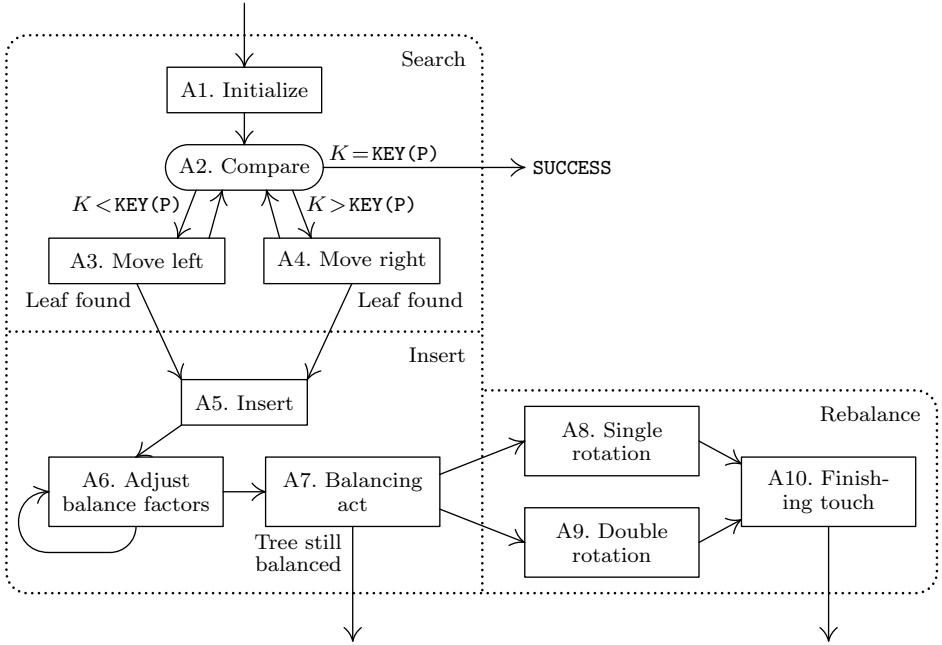 Search
A1. Initialize
A2. Compare
K = KEY(P)
SUCCESS
K < KEY(P)
K > KEY(P)
A3. Move left
A4. Move right
Leaf found
Leaf found
Insert
A5. Insert
Rebalance
A6. Adjust
balance factors
A7. Balancing
act
Tree still
balanced
A8. Single
rotation
A9. Double
rotation
A10. Finish-
ing touch